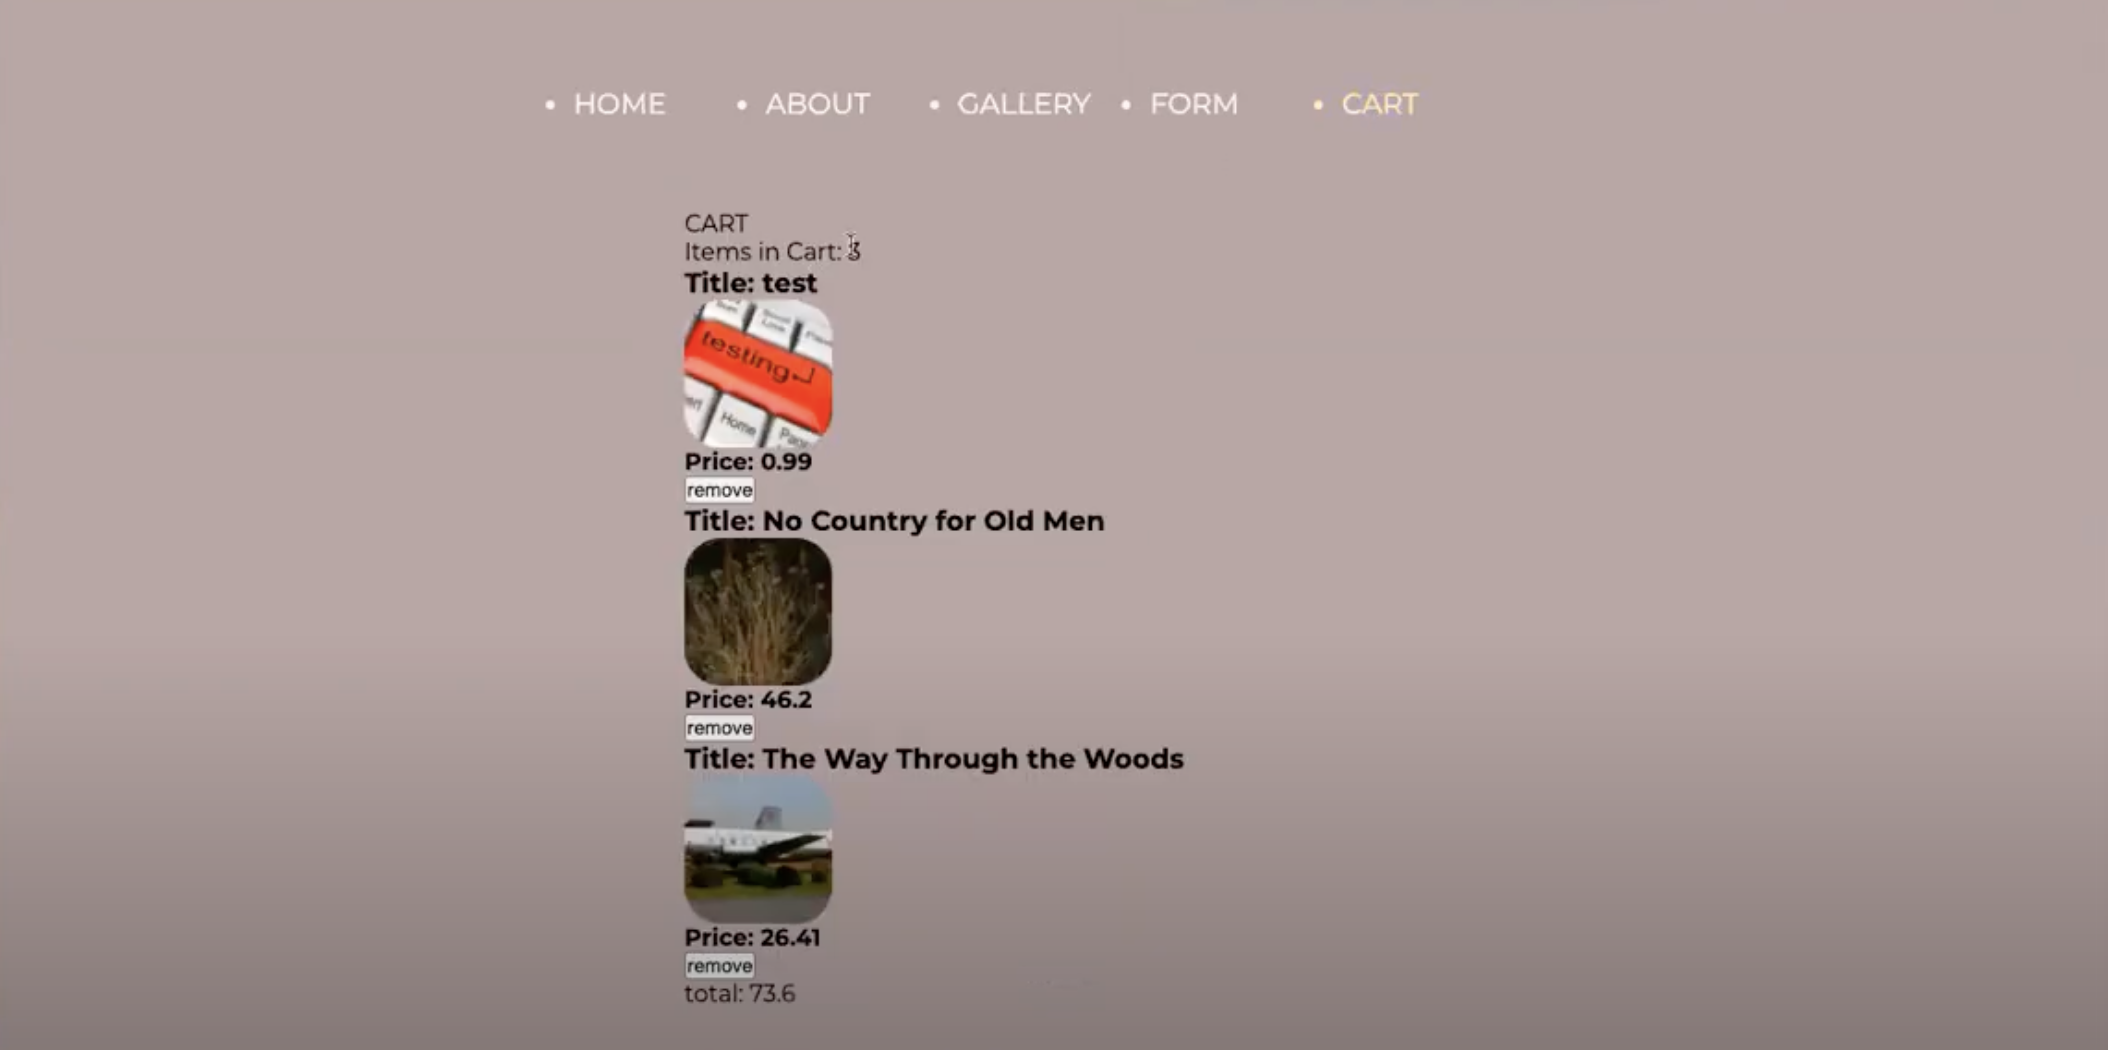 HOME ABOUT GALLERY FORM CART
CART
Items in Cart: 3
Title: test
testing
Home
Price: 0.99
remove
Title: No Country for Old Men
Price: 46.2
remove
Title: The Way Through the Woods
Price: 26.41
remove
total: 73.6